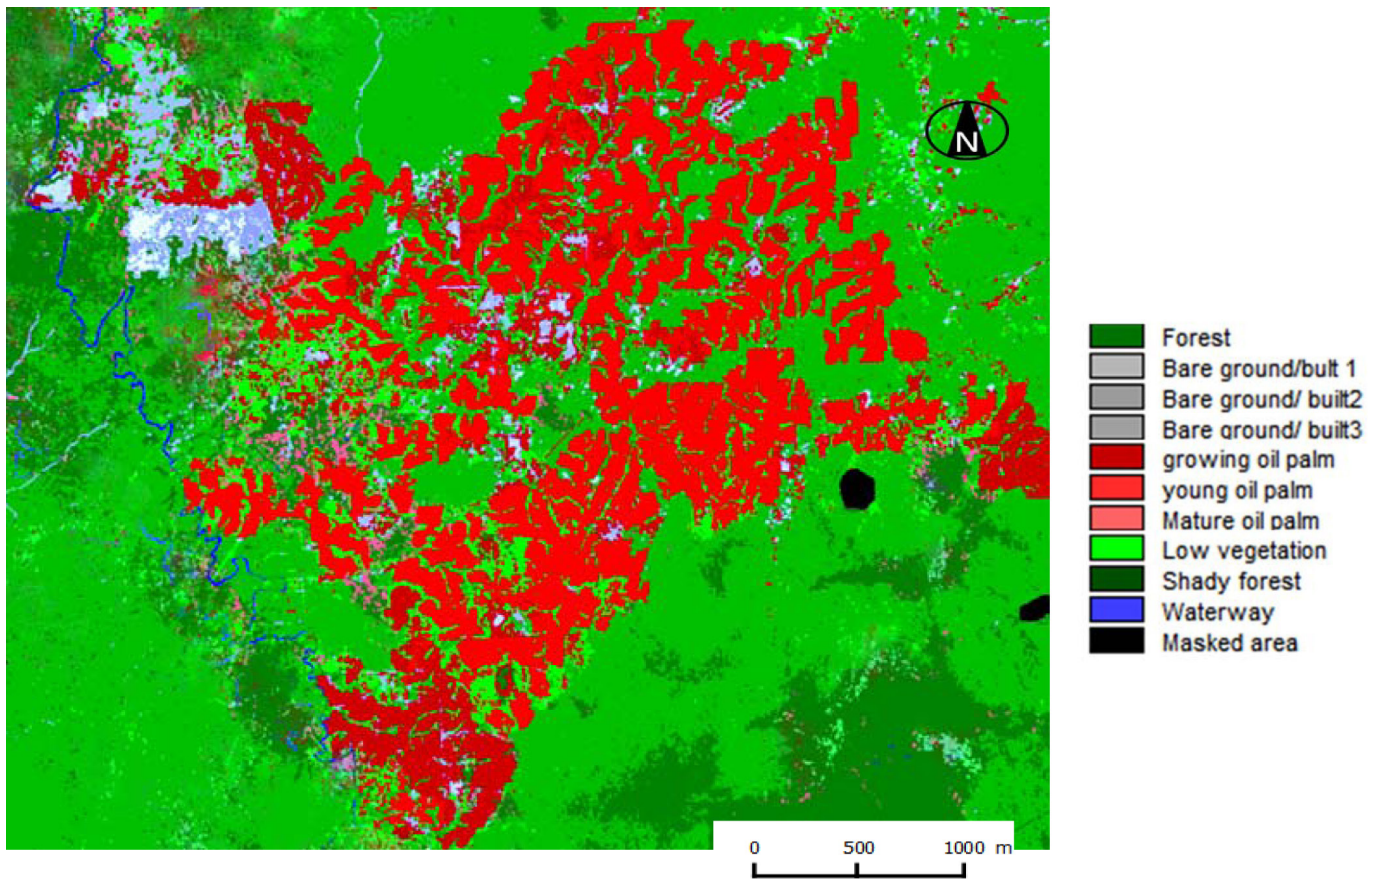 N
Forest
Bare ground/bult 1
Bare ground/ built2
Bare ground/ built3
growing oil palm
young oil palm
Mature oil palm
Low vegetation
Shady forest
Waterway
Masked area
0 500 1000 m